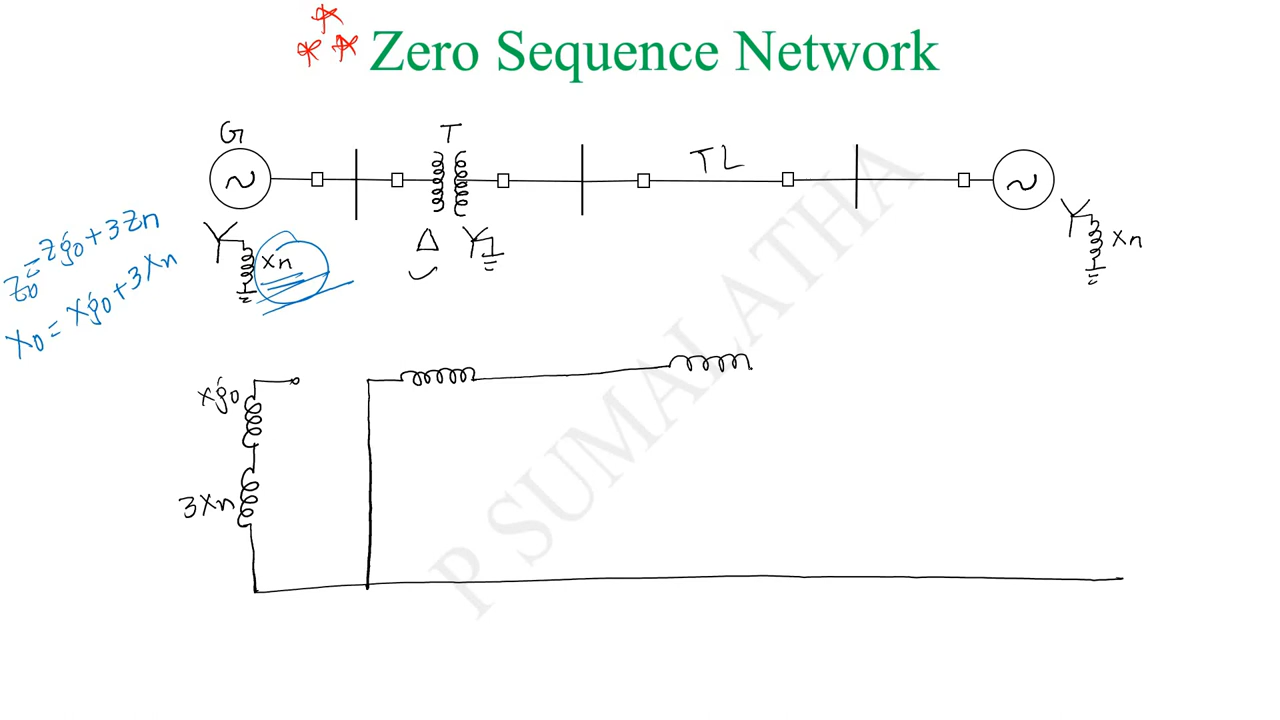 Zero Sequence Network
G
T
TL
Δ
Xn
Xn
Z0 = Zg0 + 3Zn
X0 = Xg0 + 3Xn
Xg0
3Xn
P SUMALATHA